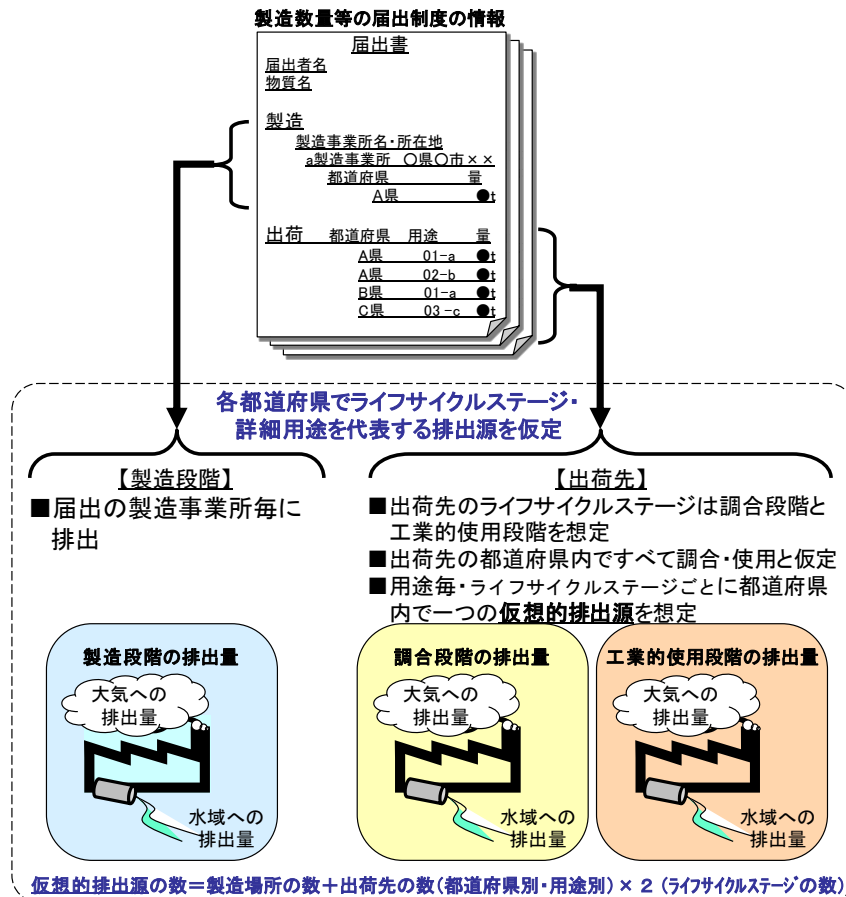 製造数量等の届出制度の情報
届出書
届出者名
物質名
製造
製造事業所名・所在地
a製造事業所 〇県〇市××
都道府県 量
A県 ●t
出荷 都道府県 用途 量
A県 01-a ●t
A県 02-b ●t
B県 01-a ●t
C県 03-c ●t
各都道府県でライフサイクルステージ・
詳細用途を代表する排出源を仮定
【製造段階】
■届出の製造事業所毎に
排出
【出荷先】
■出荷先のライフサイクルステージは調合段階と
工業的使用段階を想定
■出荷先の都道府県内ですべて調合・使用と仮定
■用途毎・ライフサイクルステージごとに都道府県
内で一つの仮想的排出源を想定
製造段階の排出量
大気への
排出量
水域への
排出量
調合段階の排出量
大気への
排出量
水域への
排出量
工業的使用段階の排出量
大気への
排出量
水域への
排出量
仮想的排出源の数=製造場所の数+出荷先の数(都道府県別・用途別)×2(ライフサイクルステージの数)